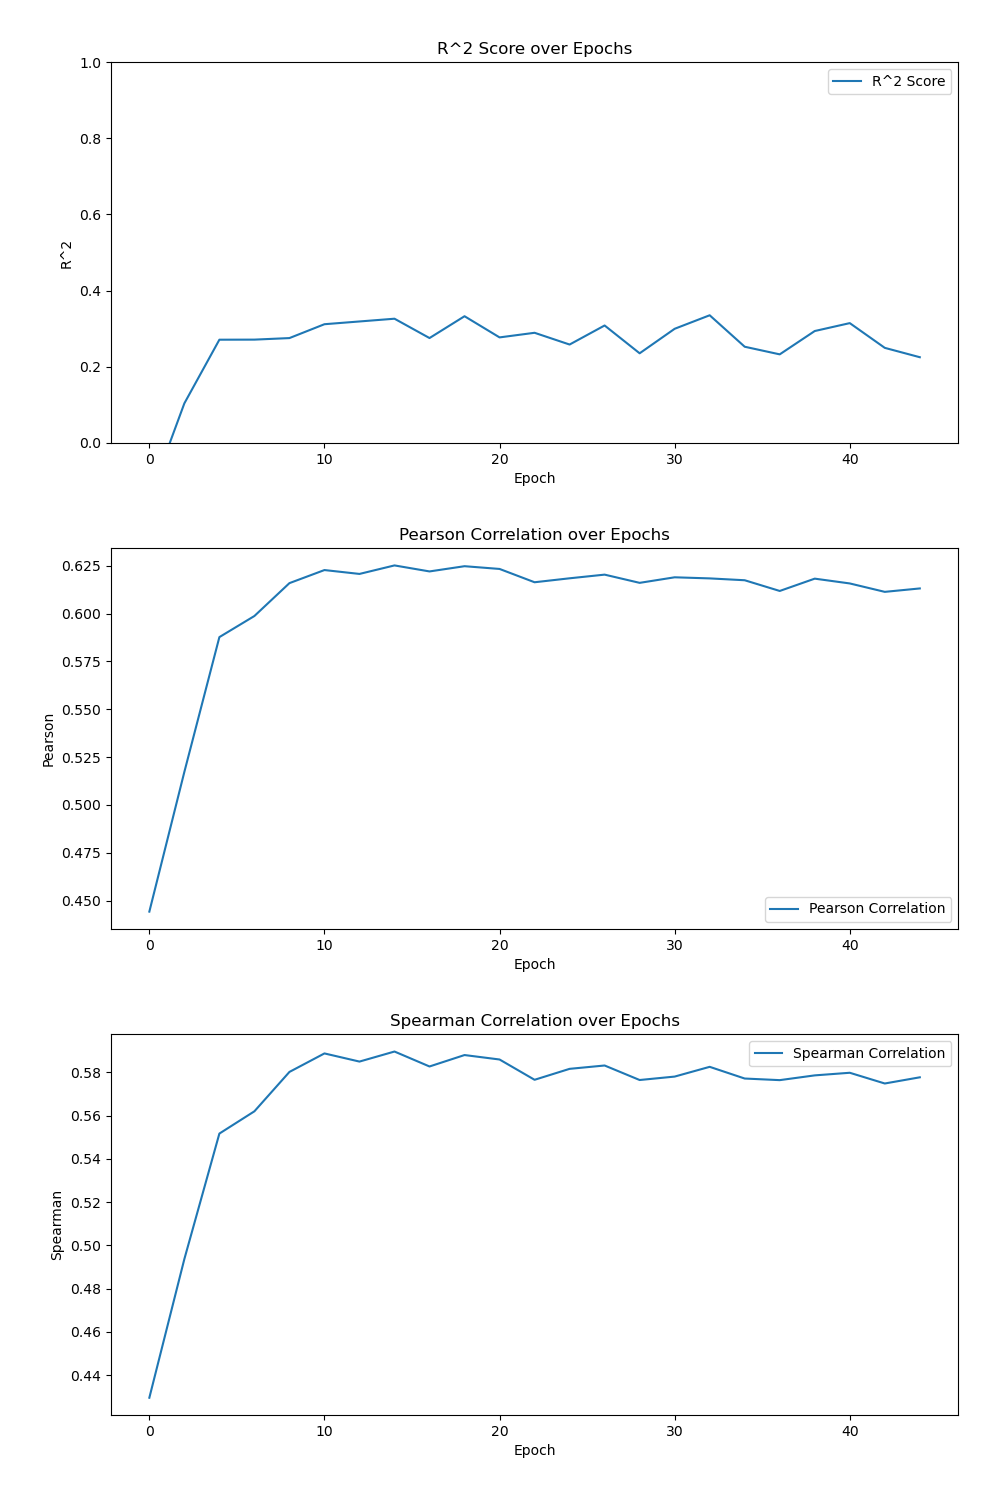 R^2 Score over Epochs
1.0
R^2 Score
0.8
0.6
R^2
0.4
0.2
0.0
0 10 20 30 40
Epoch
Pearson Correlation over Epochs
0.625
0.600
0.575
0.550
Pearson
0.525
0.500
0.475
0.450
Pearson Correlation
0 10 20 30 40
Epoch
Spearman Correlation over Epochs
Spearman Correlation
0.58
0.56
0.54
0.52
Spearman
0.50
0.48
0.46
0.44
0 10 20 30 40
Epoch